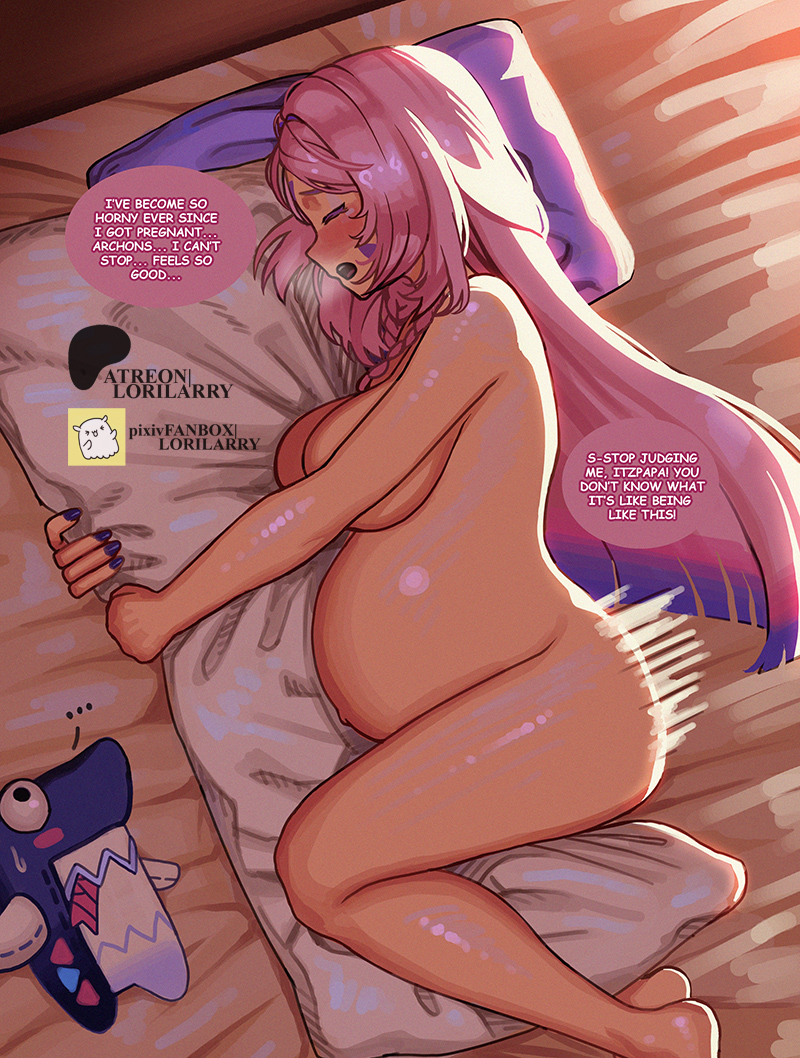 I'VE BECOME SO
HORNY EVER SINCE
I GOT PREGNANT...
ARCHONS... I CAN'T
STOP... FEELS SO
GOOD...
ATREON|
LORILARRY
pixivFANBOX|
LORILARRY
S-STOP JUDGING
ME, ITZPAPA! YOU
DON'T KNOW WHAT
IT'S LIKE BEING
LIKE THIS!
...